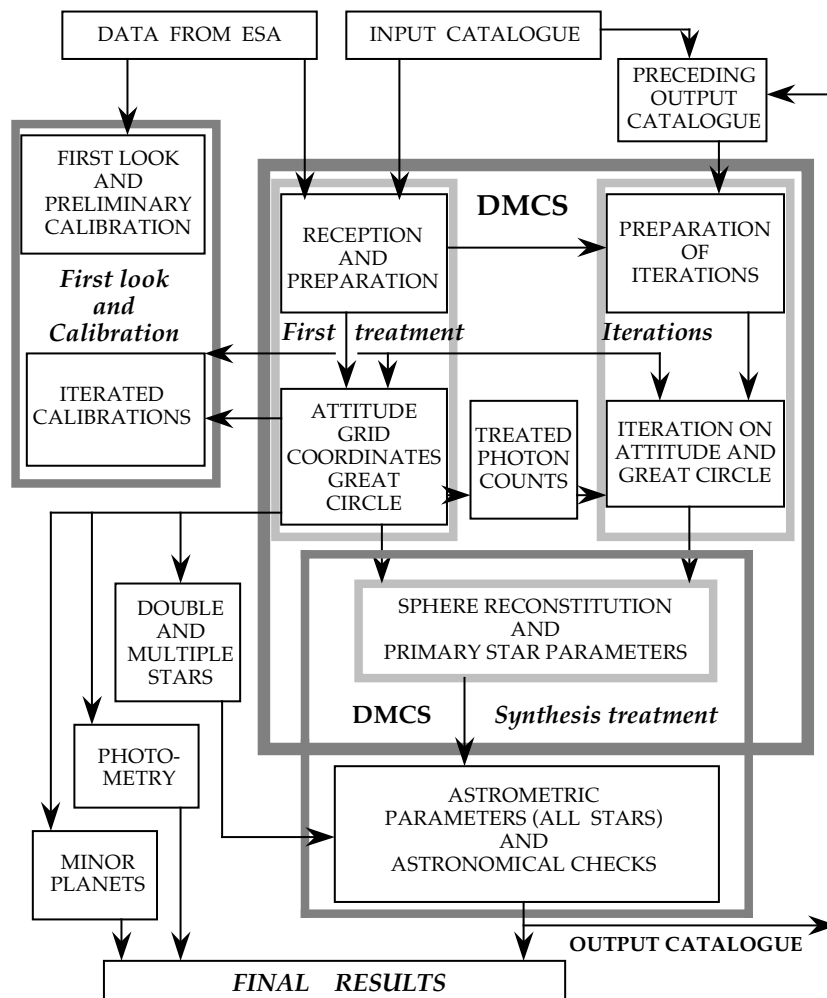 DATA FROM ESA
INPUT CATALOGUE
PRECEDING
OUTPUT
CATALOGUE
FIRST LOOK
AND
PRELIMINARY
CALIBRATION
First look
and
Calibration
ITERATED
CALIBRATIONS
DMCS
RECEPTION
AND
PREPARATION
PREPARATION
OF
ITERATIONS
First treatment
Iterations
ATTITUDE
GRID
COORDINATES
GREAT
CIRCLE
TREATED
PHOTON
COUNTS
ITERATION ON
ATTITUDE AND
GREAT CIRCLE
DOUBLE
AND
MULTIPLE
STARS
SPHERE RECONSTITUTION
AND
PRIMARY STAR PARAMETERS
DMCS
Synthesis treatment
PHOTO-
METRY
ASTROMETRIC
PARAMETERS (ALL STARS)
AND
ASTRONOMICAL CHECKS
MINOR
PLANETS
OUTPUT CATALOGUE
FINAL RESULTS